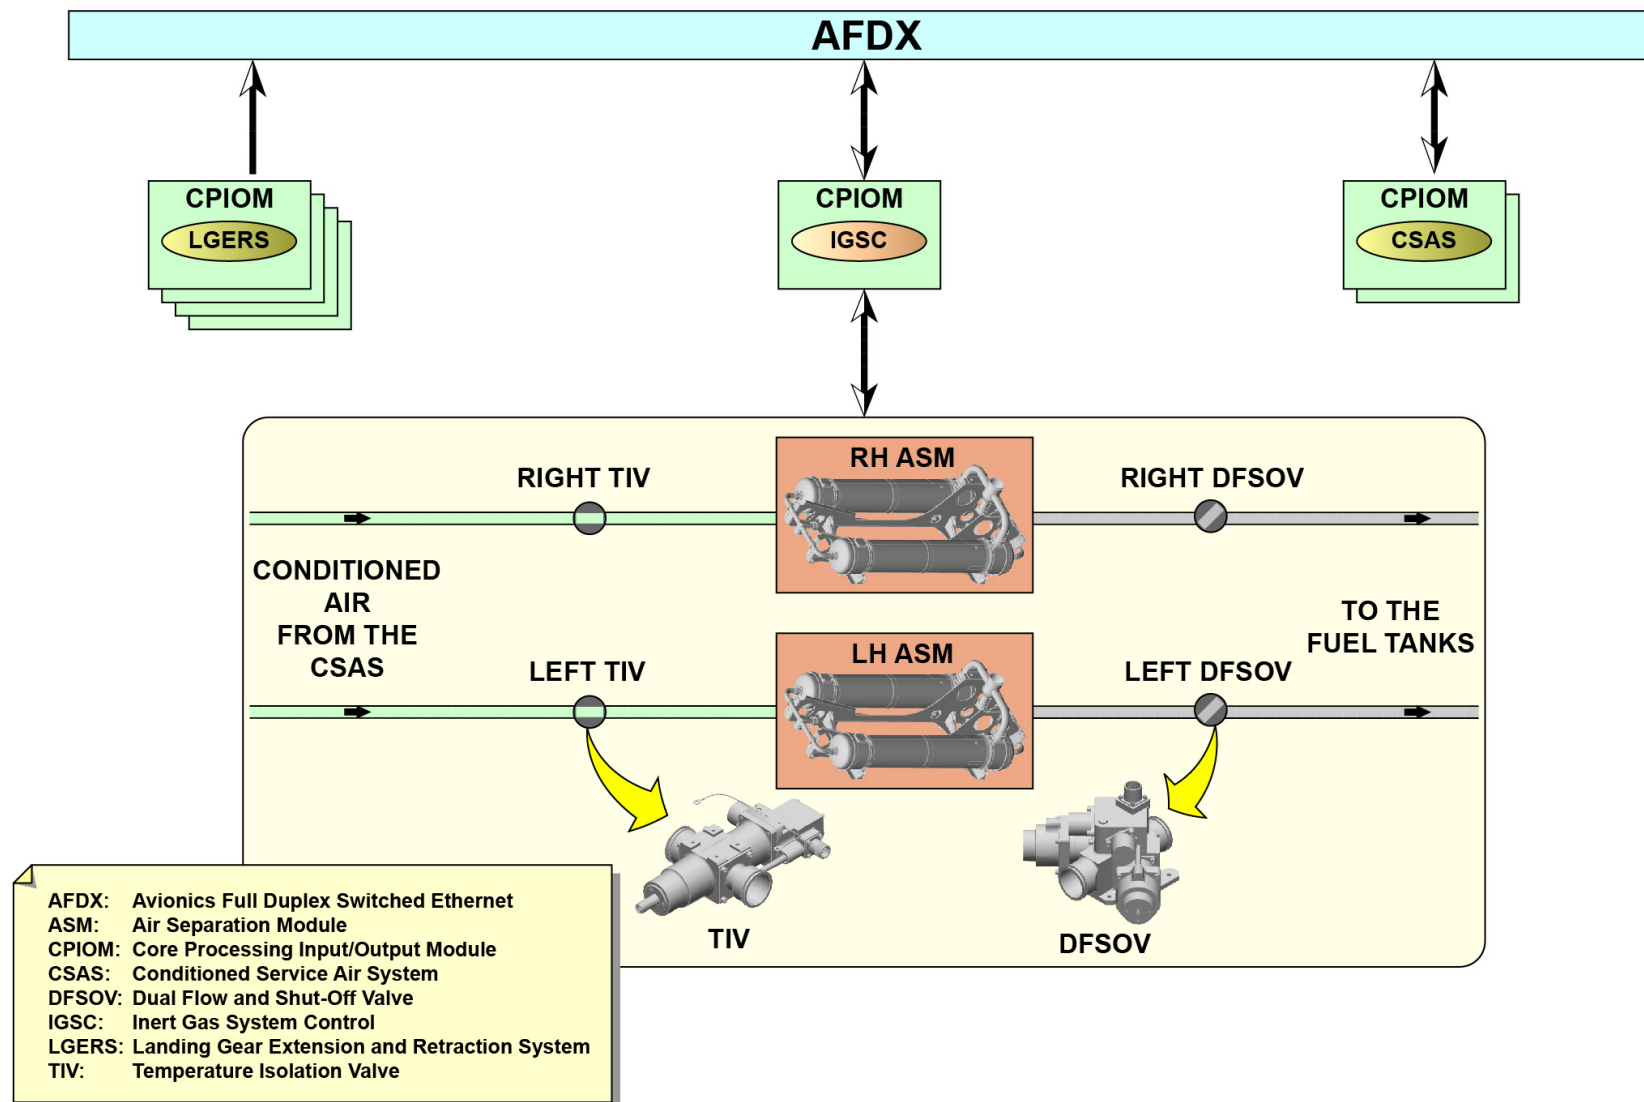 AFDX
CPIOM
LGERS
CPIOM
IGSC
CPIOM
CSAS
RH ASM
RIGHT TIV
RIGHT DFSOV
CONDITIONED
AIR
FROM THE
CSAS
TO THE
FUEL TANKS
LH ASM
LEFT TIV
LEFT DFSOV
TIV
DFSOV
AFDX: Avionics Full Duplex Switched Ethernet
ASM: Air Separation Module
CPIOM: Core Processing Input/Output Module
CSAS: Conditioned Service Air System
DFSOV: Dual Flow and Shut-Off Valve
IGSC: Inert Gas System Control
LGERS: Landing Gear Extension and Retraction System
TIV: Temperature Isolation Valve